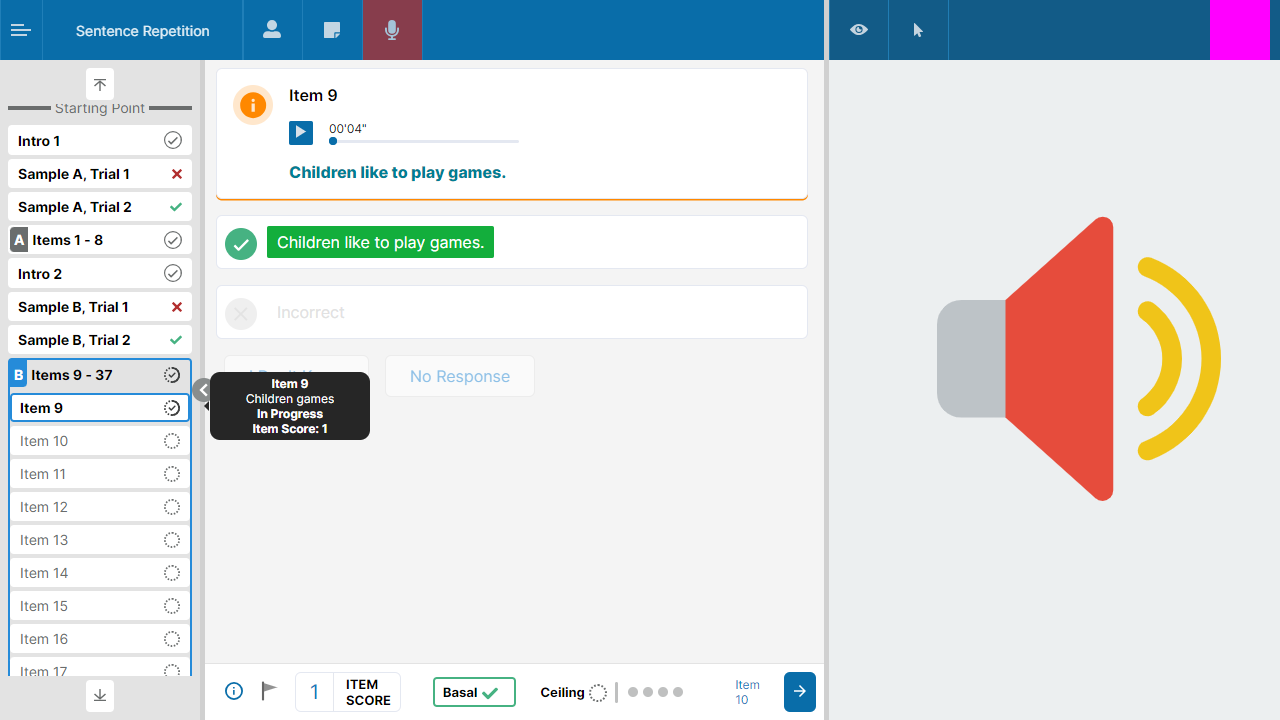 Sentence Repetition
Starting Point
Intro 1
Sample A, Trial 1
Sample A, Trial 2
A Items 1 - 8
Intro 2
Sample B, Trial 1
Sample B, Trial 2
B Items 9 - 37
Item 9
Item 10
Item 11
Item 12
Item 13
Item 14
Item 15
Item 16
Item 17
Item 9
00'04"
Children like to play games.
Children like to play games.
Incorrect
No Response
Item 9
Children games
In Progress
Item Score: 1
1 ITEM
SCORE
Basal
Ceiling
Item
10